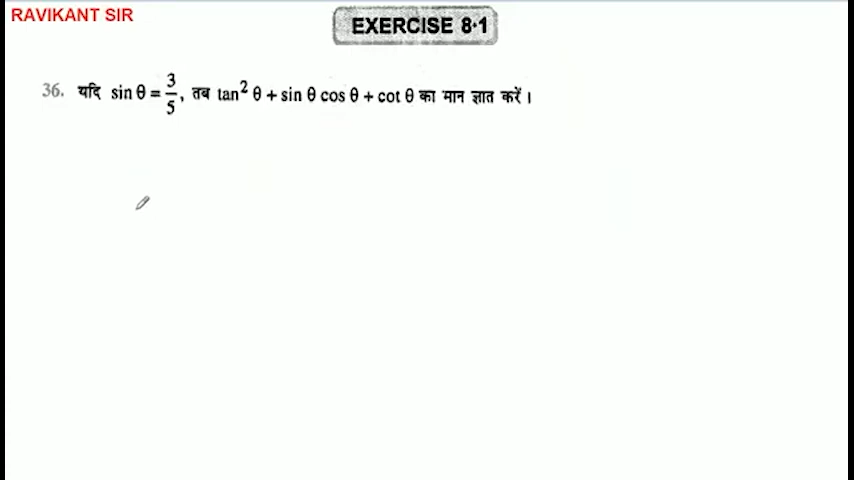 RAVIKANT SIR
EXERCISE 8·1
36. यदि sin θ = 3/5, तब tan² θ + sin θ cos θ + cot θ का मान ज्ञात करें।